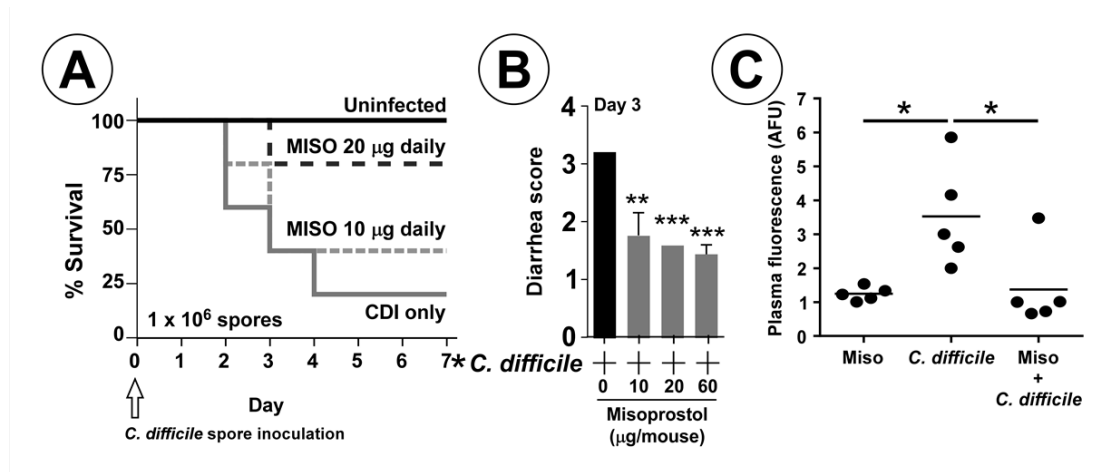 A
% Survival
100
75
50
25
0
Uninfected
MISO 20 μg daily
MISO 10 μg daily
CDI only
1 x 10⁶ spores
0 1 2 3 4 5 6 7*
Day
C. difficile spore inoculation
B
Diarrhea score
4
3
2
1
0
Day 3
**
***
***
C. difficile + + + +
0 10 20 60
Misoprostol
(μg/mouse)
C
Plasma fluorescence (AFU)
7
6
5
4
3
2
1
0
* *
Miso C. difficile Miso
+
C. difficile